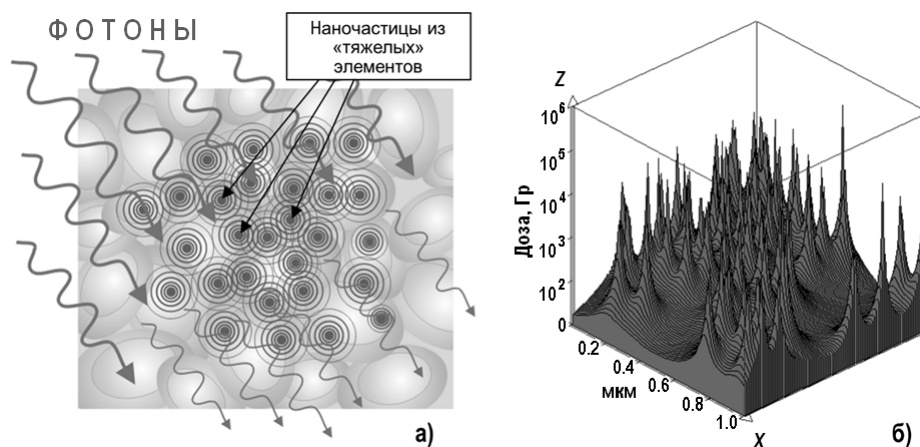 ФОТОНЫ
Наночастицы из
«тяжелых»
элементов
а)
Z
10⁶
10⁵
10⁴
10³
10²
0
Доза, Гр
0.2
0.4
0.6
0.8
1.0
мкм
X
б)